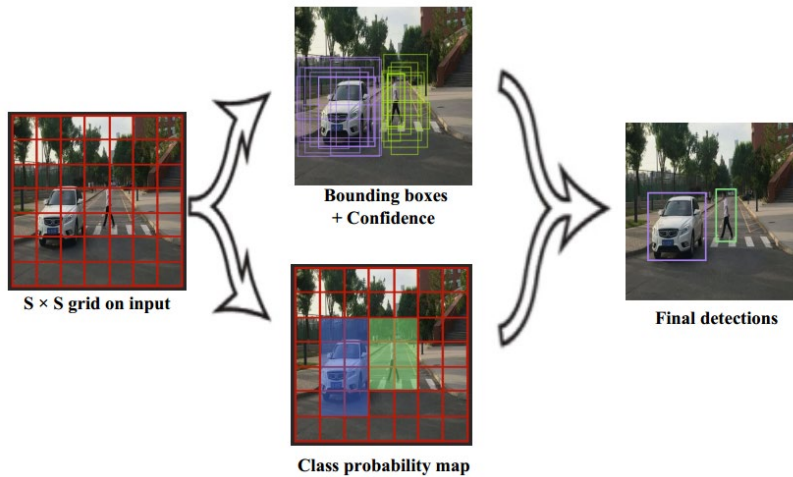 Bounding boxes
+ Confidence
S × S grid on input
Final detections
Class probability map